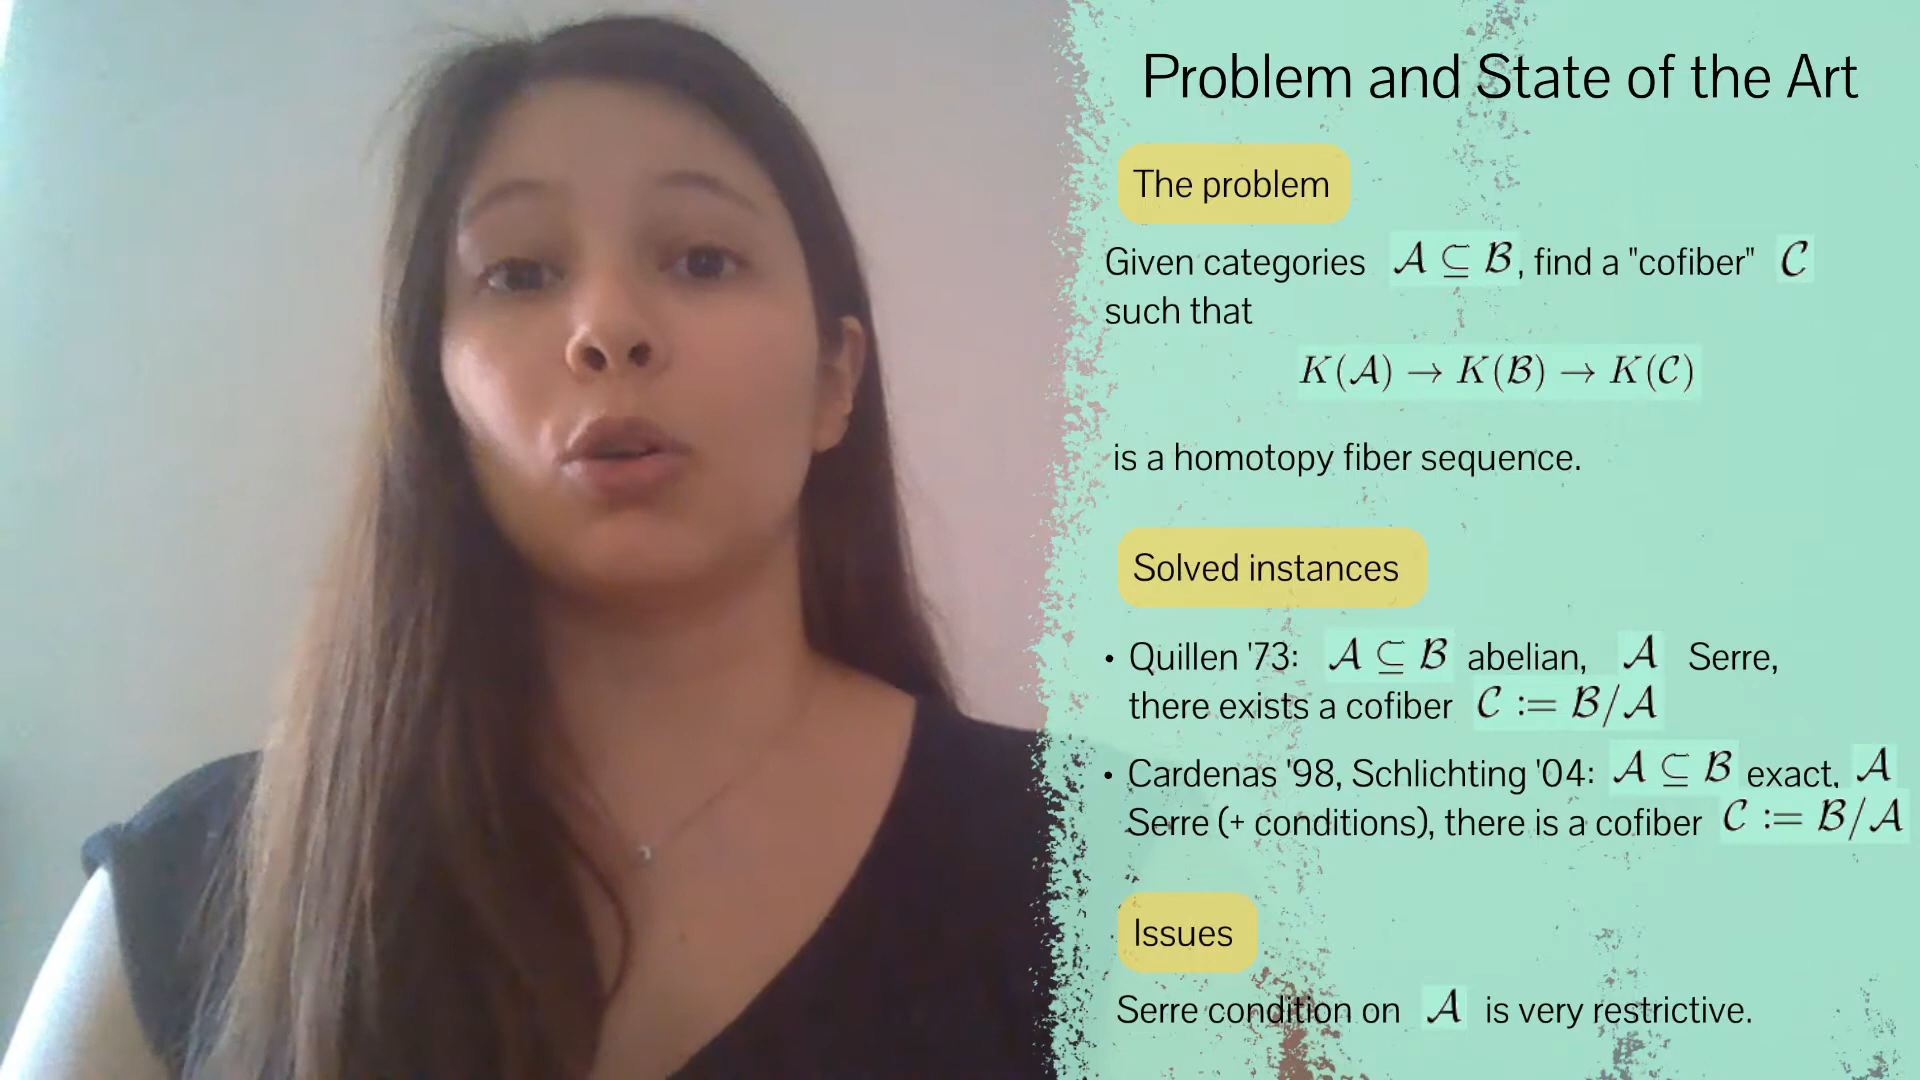 Problem and State of the Art
The problem
Given categories 𝒜 ⊆ ℬ, find a "cofiber" 𝒞
such that
K(𝒜) → K(ℬ) → K(𝒞)
is a homotopy fiber sequence.
Solved instances
• Quillen '73: 𝒜 ⊆ ℬ abelian, 𝒜 Serre,
there exists a cofiber 𝒞 := ℬ/𝒜
• Cardenas '98, Schlichting '04: 𝒜 ⊆ ℬ exact, 𝒜
Serre (+ conditions), there is a cofiber 𝒞 := ℬ/𝒜
Issues
Serre condition on 𝒜 is very restrictive.